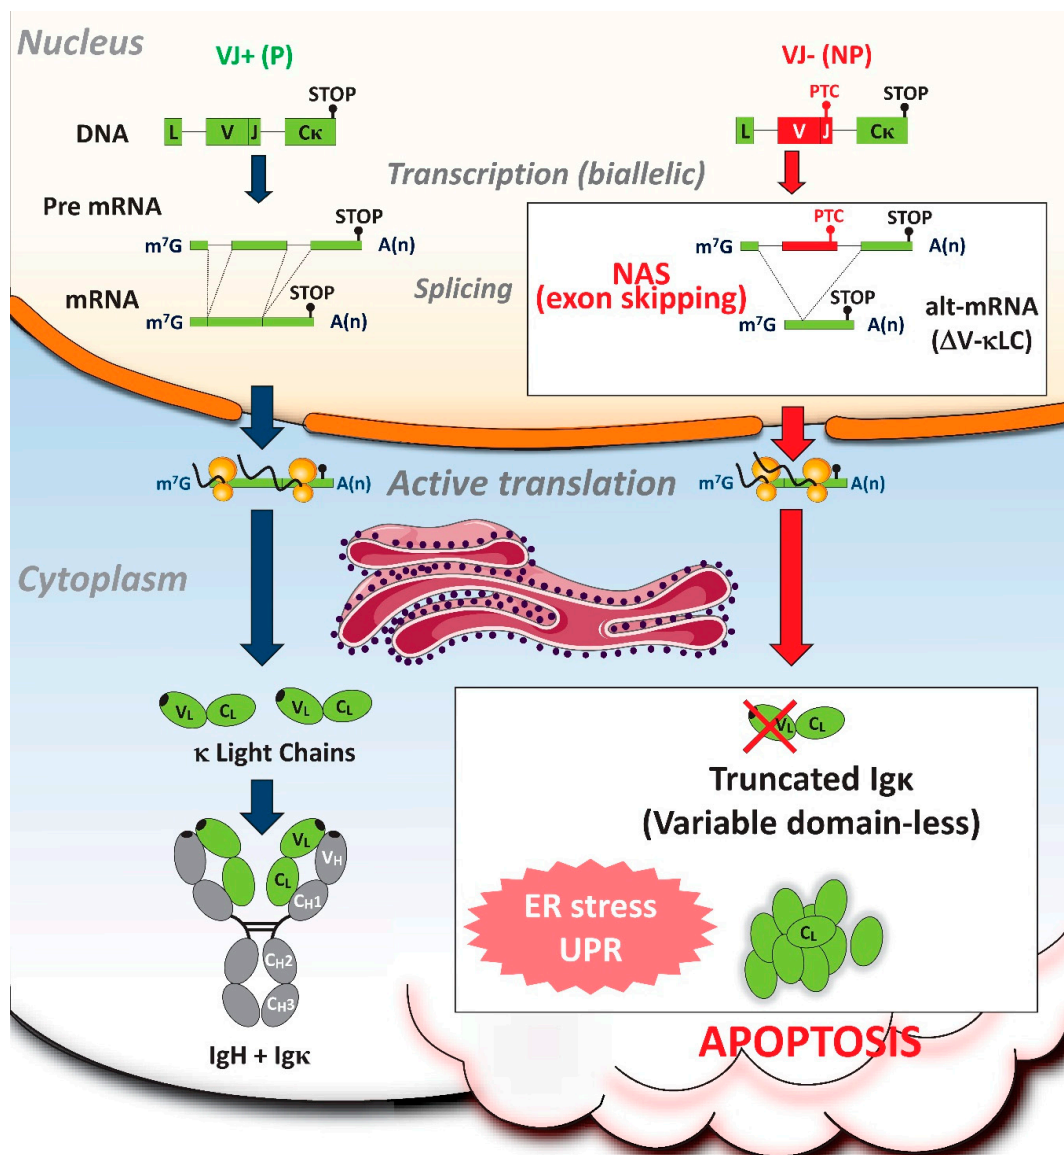 Nucleus
VJ+ (P)
VJ- (NP)
STOP
PTC
STOP
DNA
L
V
J
Cκ
L
V
J
Cκ
Transcription (biallelic)
Pre mRNA
STOP
PTC
STOP
m⁷G
A(n)
m⁷G
A(n)
NAS
(exon skipping)
Splicing
mRNA
STOP
STOP
m⁷G
A(n)
m⁷G
A(n)
alt-mRNA
(ΔV-κLC)
m⁷G
A(n)
Active translation
m⁷G
A(n)
Cytoplasm
VL
CL
VL
CL
κ Light Chains
VL
CL
Truncated Igκ
(Variable domain-less)
VL
VH
CL
CH1
CH2
CH3
IgH + Igκ
ER stress
UPR
CL
APOPTOSIS